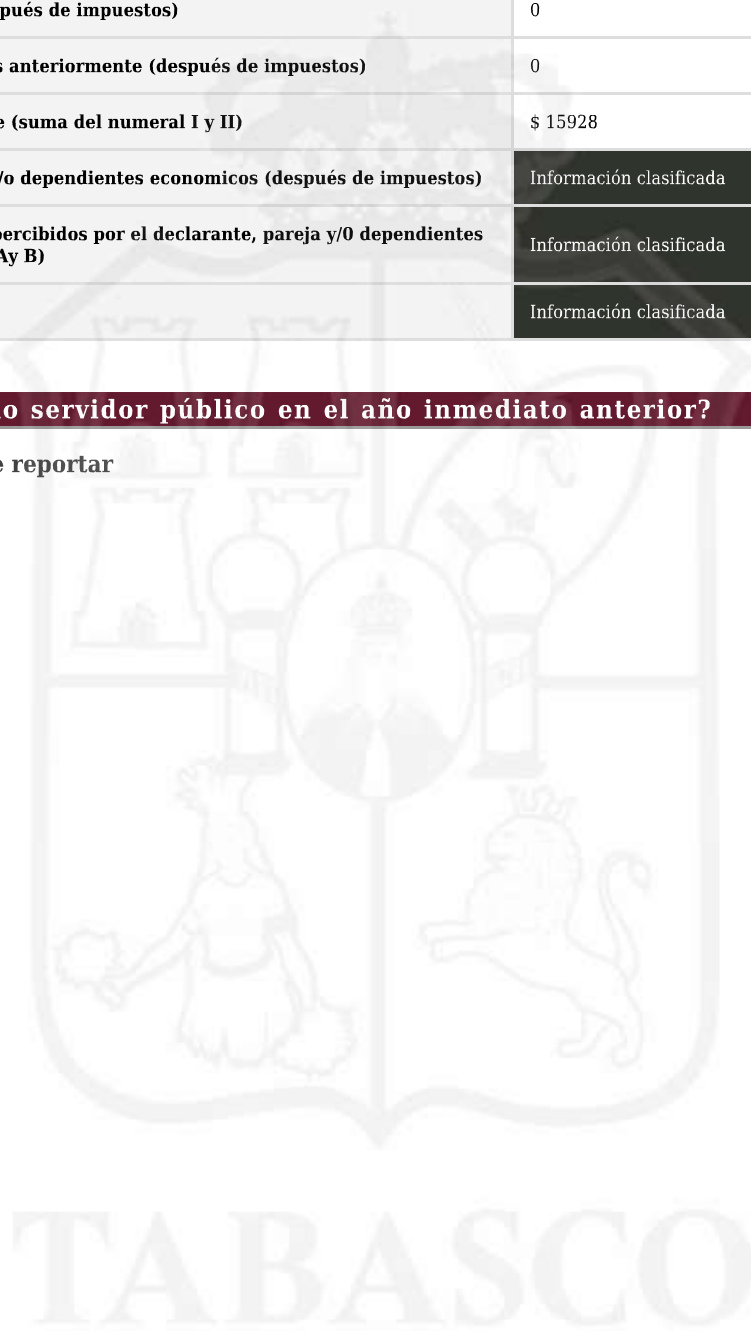 pués de impuestos)
0
s anteriormente (después de impuestos)
0
e (suma del numeral I y II)
$ 15928
/o dependientes economicos (después de impuestos)
Información clasificada
percibidos por el declarante, pareja y/0 dependientes
Ay B)
Información clasificada
Información clasificada
o servidor público en el año inmediato anterior?
e reportar
TABASCO